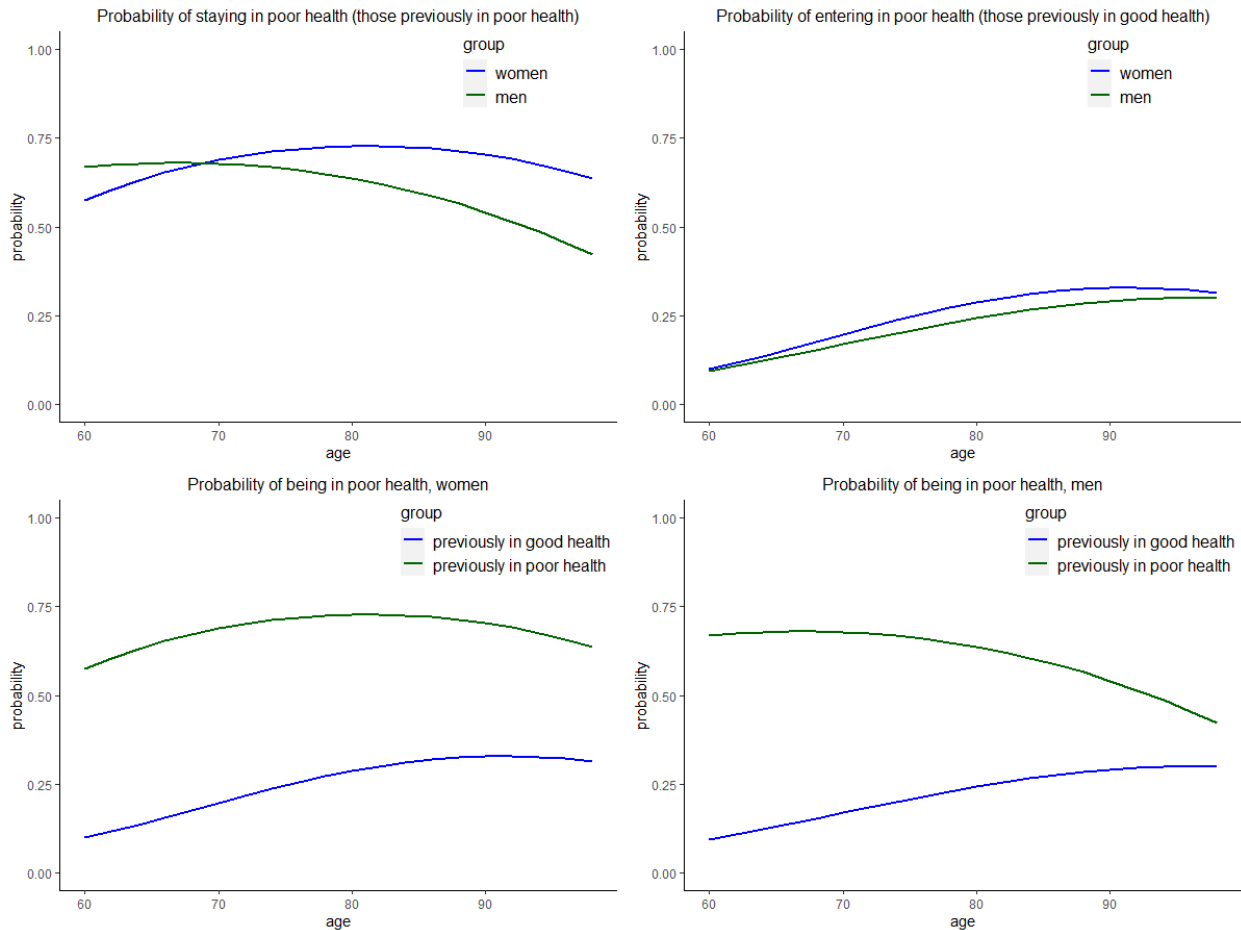 Probability of staying in poor health (those previously in poor health)
group
women
men
1.00
0.75
0.50
0.25
0.00
probability
60
70
80
90
age
Probability of entering in poor health (those previously in good health)
group
women
men
1.00
0.75
0.50
0.25
0.00
probability
60
70
80
90
age
Probability of being in poor health, women
group
previously in good health
previously in poor health
1.00
0.75
0.50
0.25
0.00
probability
60
70
80
90
age
Probability of being in poor health, men
group
previously in good health
previously in poor health
1.00
0.75
0.50
0.25
0.00
probability
60
70
80
90
age